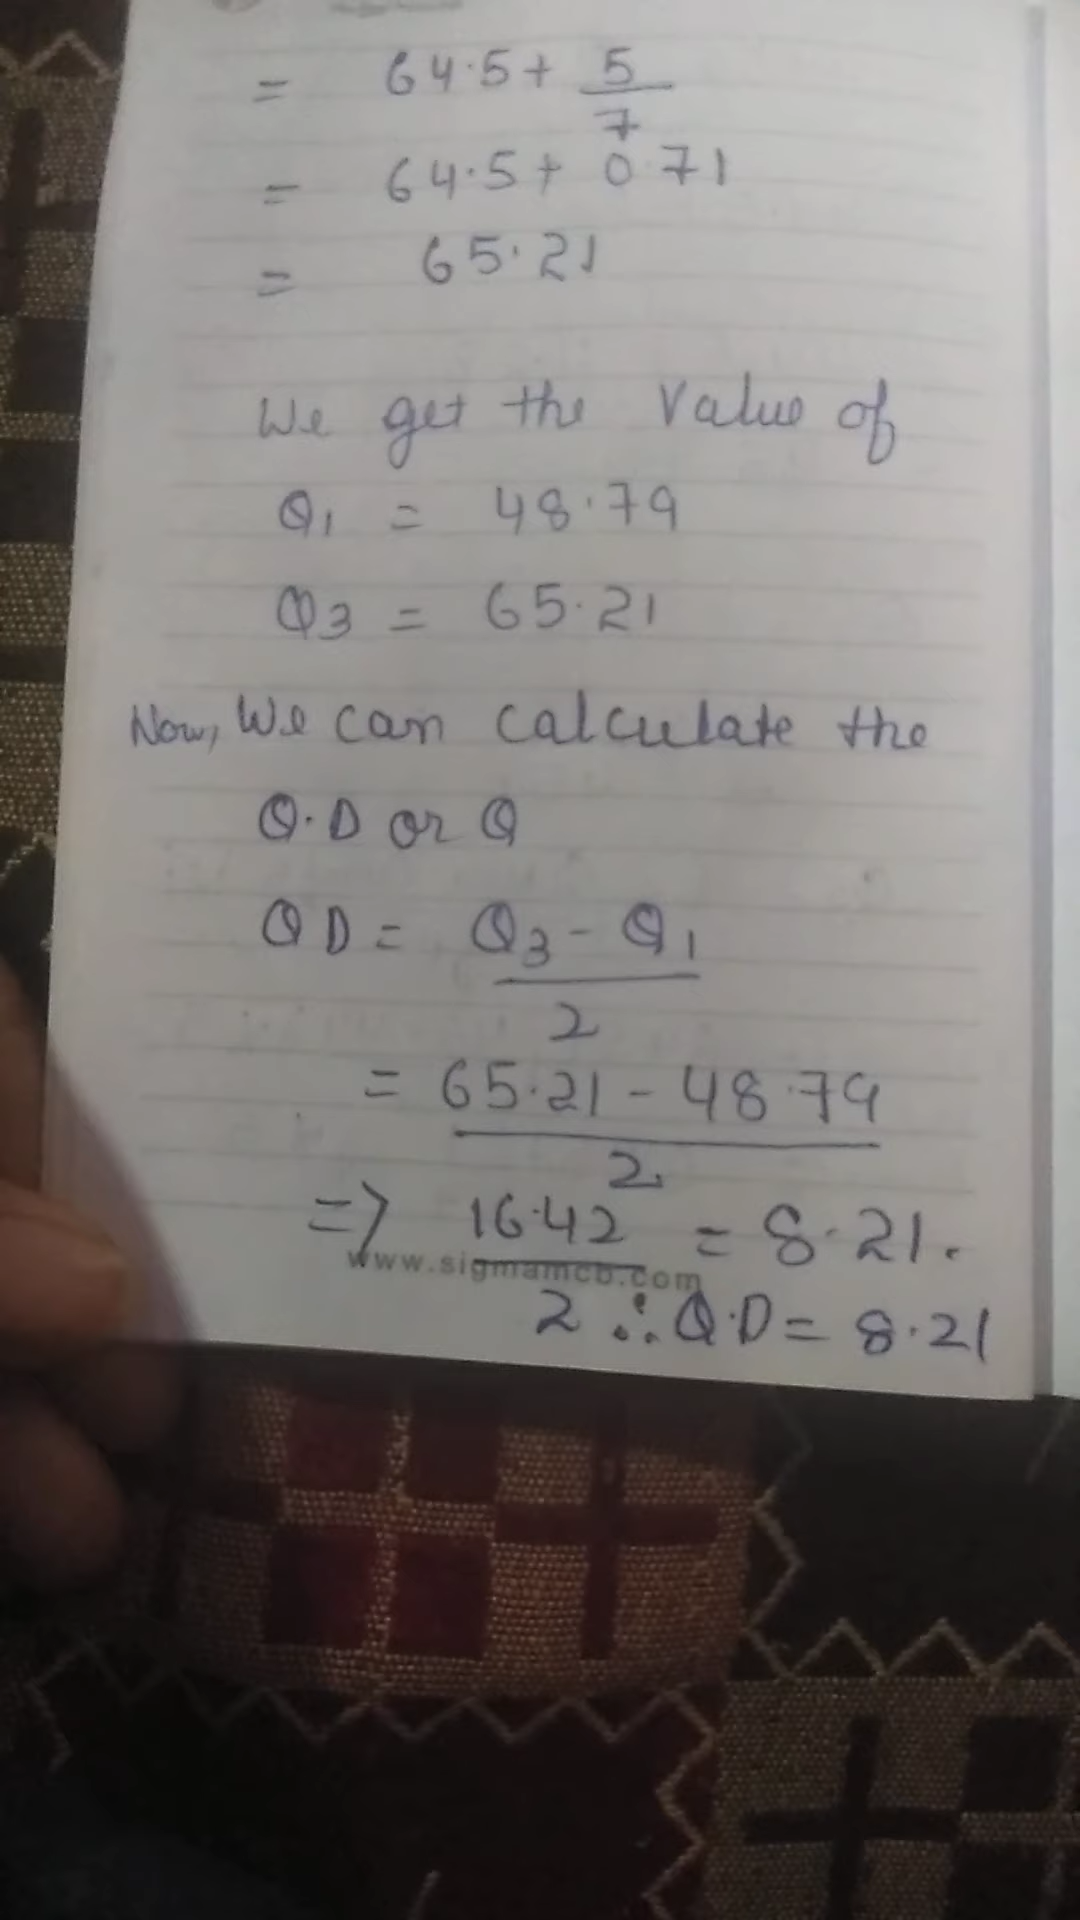 = 64.5 + 5/7
= 64.5 + 0.71
= 65.21
We get the value of
Q1 = 48.79
Q3 = 65.21
Now, We can calculate the
Q.D or Q
QD = Q3 - Q1
2
= 65.21 - 48.79
2
=> 16.42 = 8.21.
www.sigmamcb.com
2 ∴ Q.D = 8.21